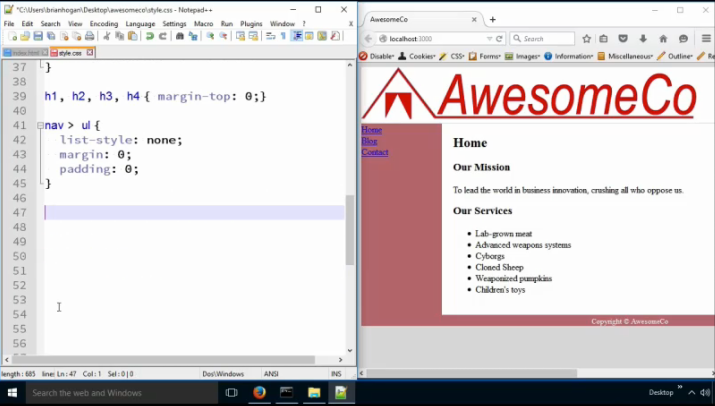 *C:\Users\brianhogan\Desktop\awesomeco\style.css - Notepad++
File Edit Search View Encoding Language Settings Macro Run Plugins Window ? X
index.html style.css
37 }
38
39 h1, h2, h3, h4 { margin-top: 0;}
40
41 nav > ul {
42 list-style: none;
43 margin: 0;
44 padding: 0;
45 }
46
47
48
49
50
51
52
53
54
55
56
length : 685 line Ln : 47 Col : 1 Sel : 0 | 0 Dos\Windows ANSI INS
AwesomeCo
localhost:3000 Search
Disable Cookies CSS Forms Images Information Miscellaneous Outline Re
AwesomeCo
Home
Blog
Contact
Home
Our Mission
To lead the world in business innovation, crushing all who oppose us.
Our Services
Lab-grown meat
Advanced weapons systems
Cyborgs
Cloned Sheep
Weaponized pumpkins
Children's toys
Copyright © AwesomeCo
Search the web and Windows
Desktop